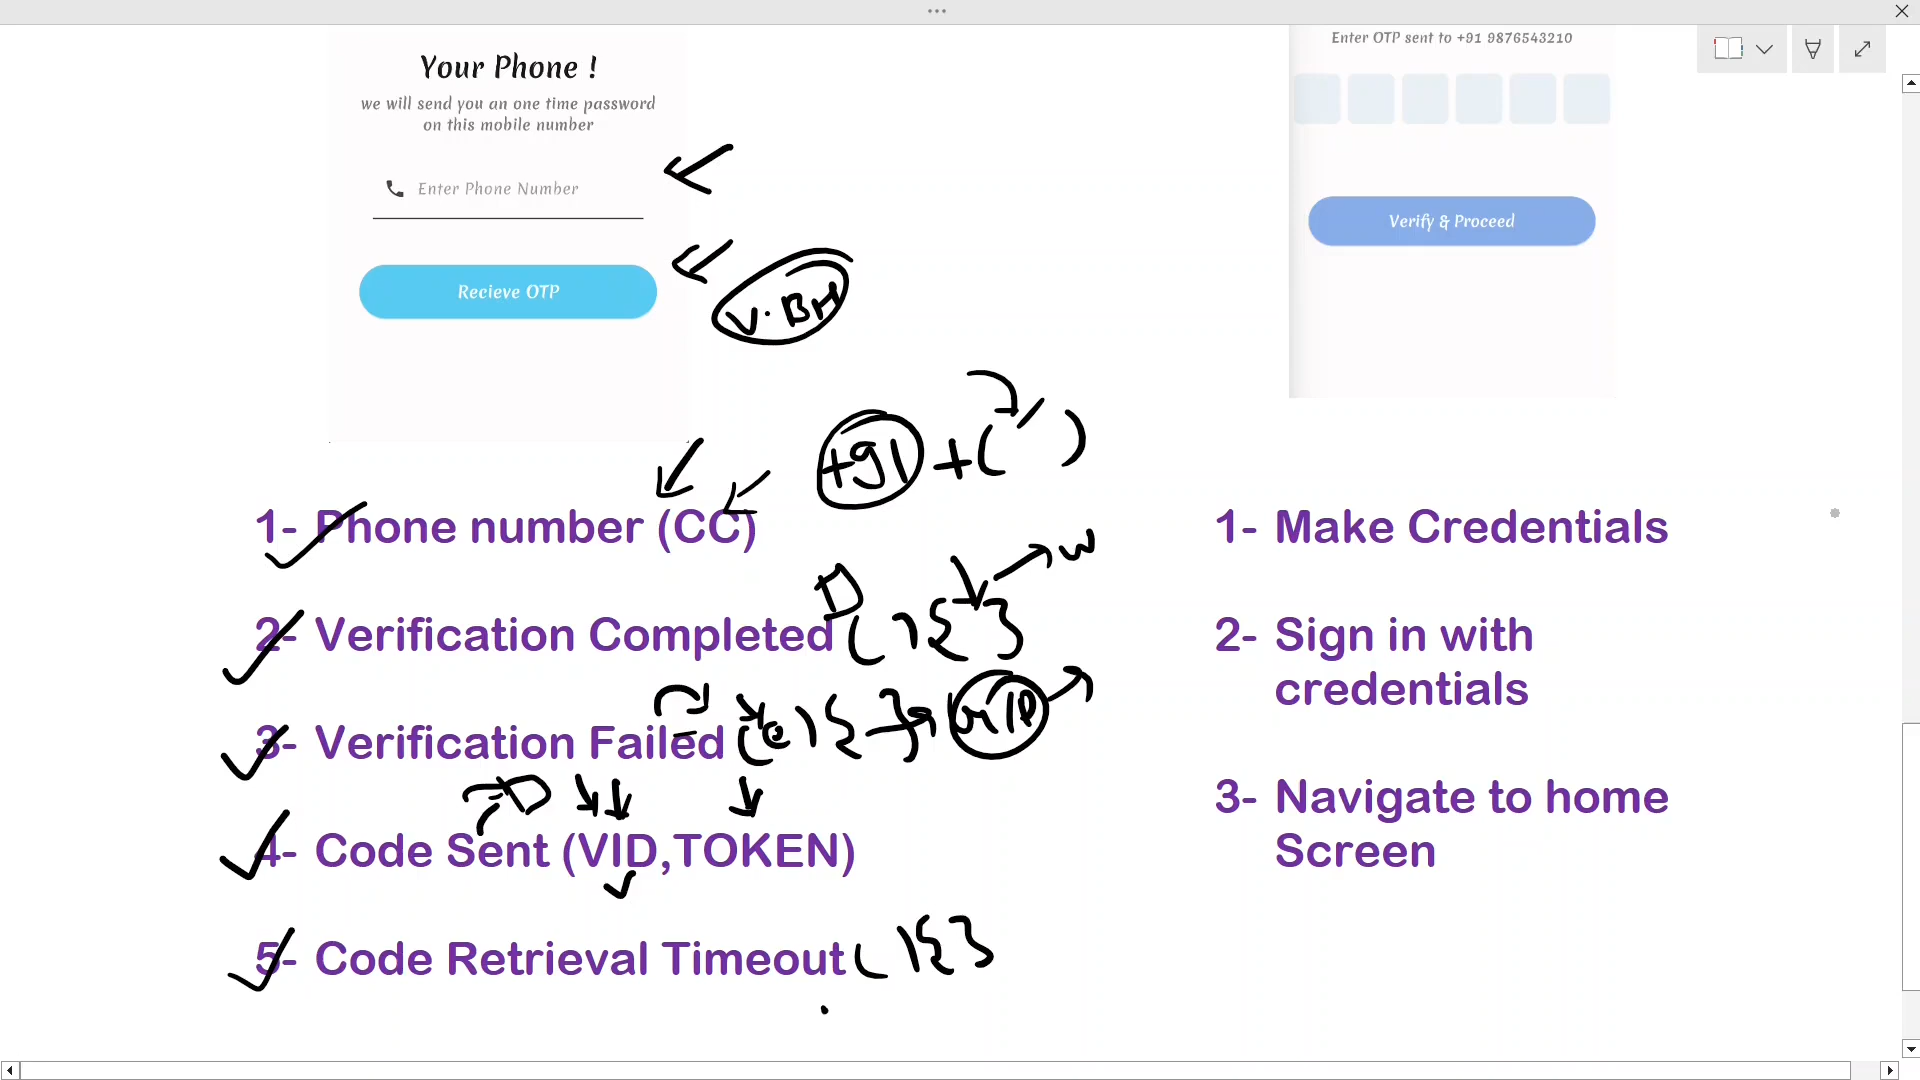 Your Phone !
we will send you an one time password
on this mobile number
Enter Phone Number
Recieve OTP
V.BH
+91 + ( )
1- Phone number (CC)
W
2- Verification Completed ( ) { }
3- Verification Failed (e) { }
4- Code Sent (VID,TOKEN)
5- Code Retrieval Timeout ( ) { }
Enter OTP sent to +91 9876543210
Verify & Proceed
1- Make Credentials
2- Sign in with
credentials
3- Navigate to home
Screen